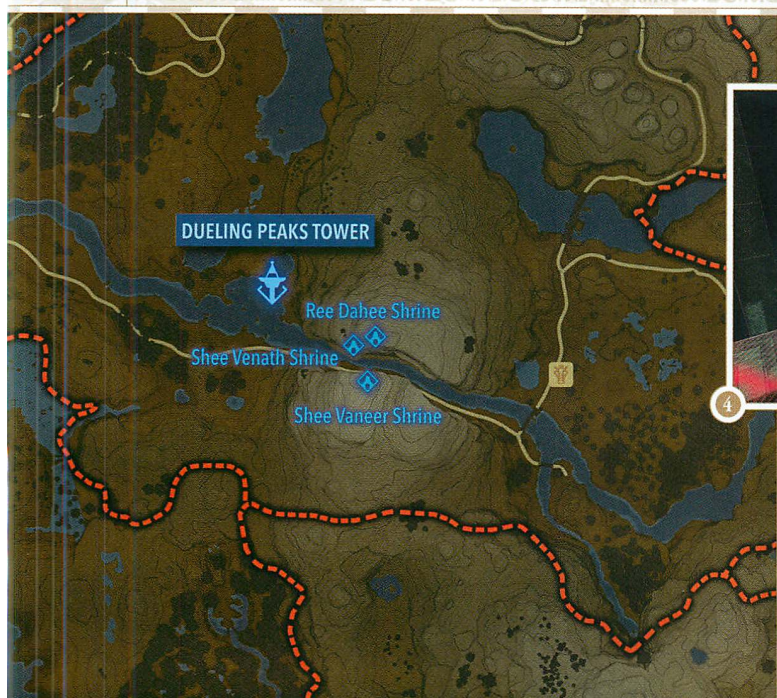 DUELING PEAKS TOWER
Ree Dahee Shrine
Shee Venath Shrine
Shee Vaneer Shrine
4